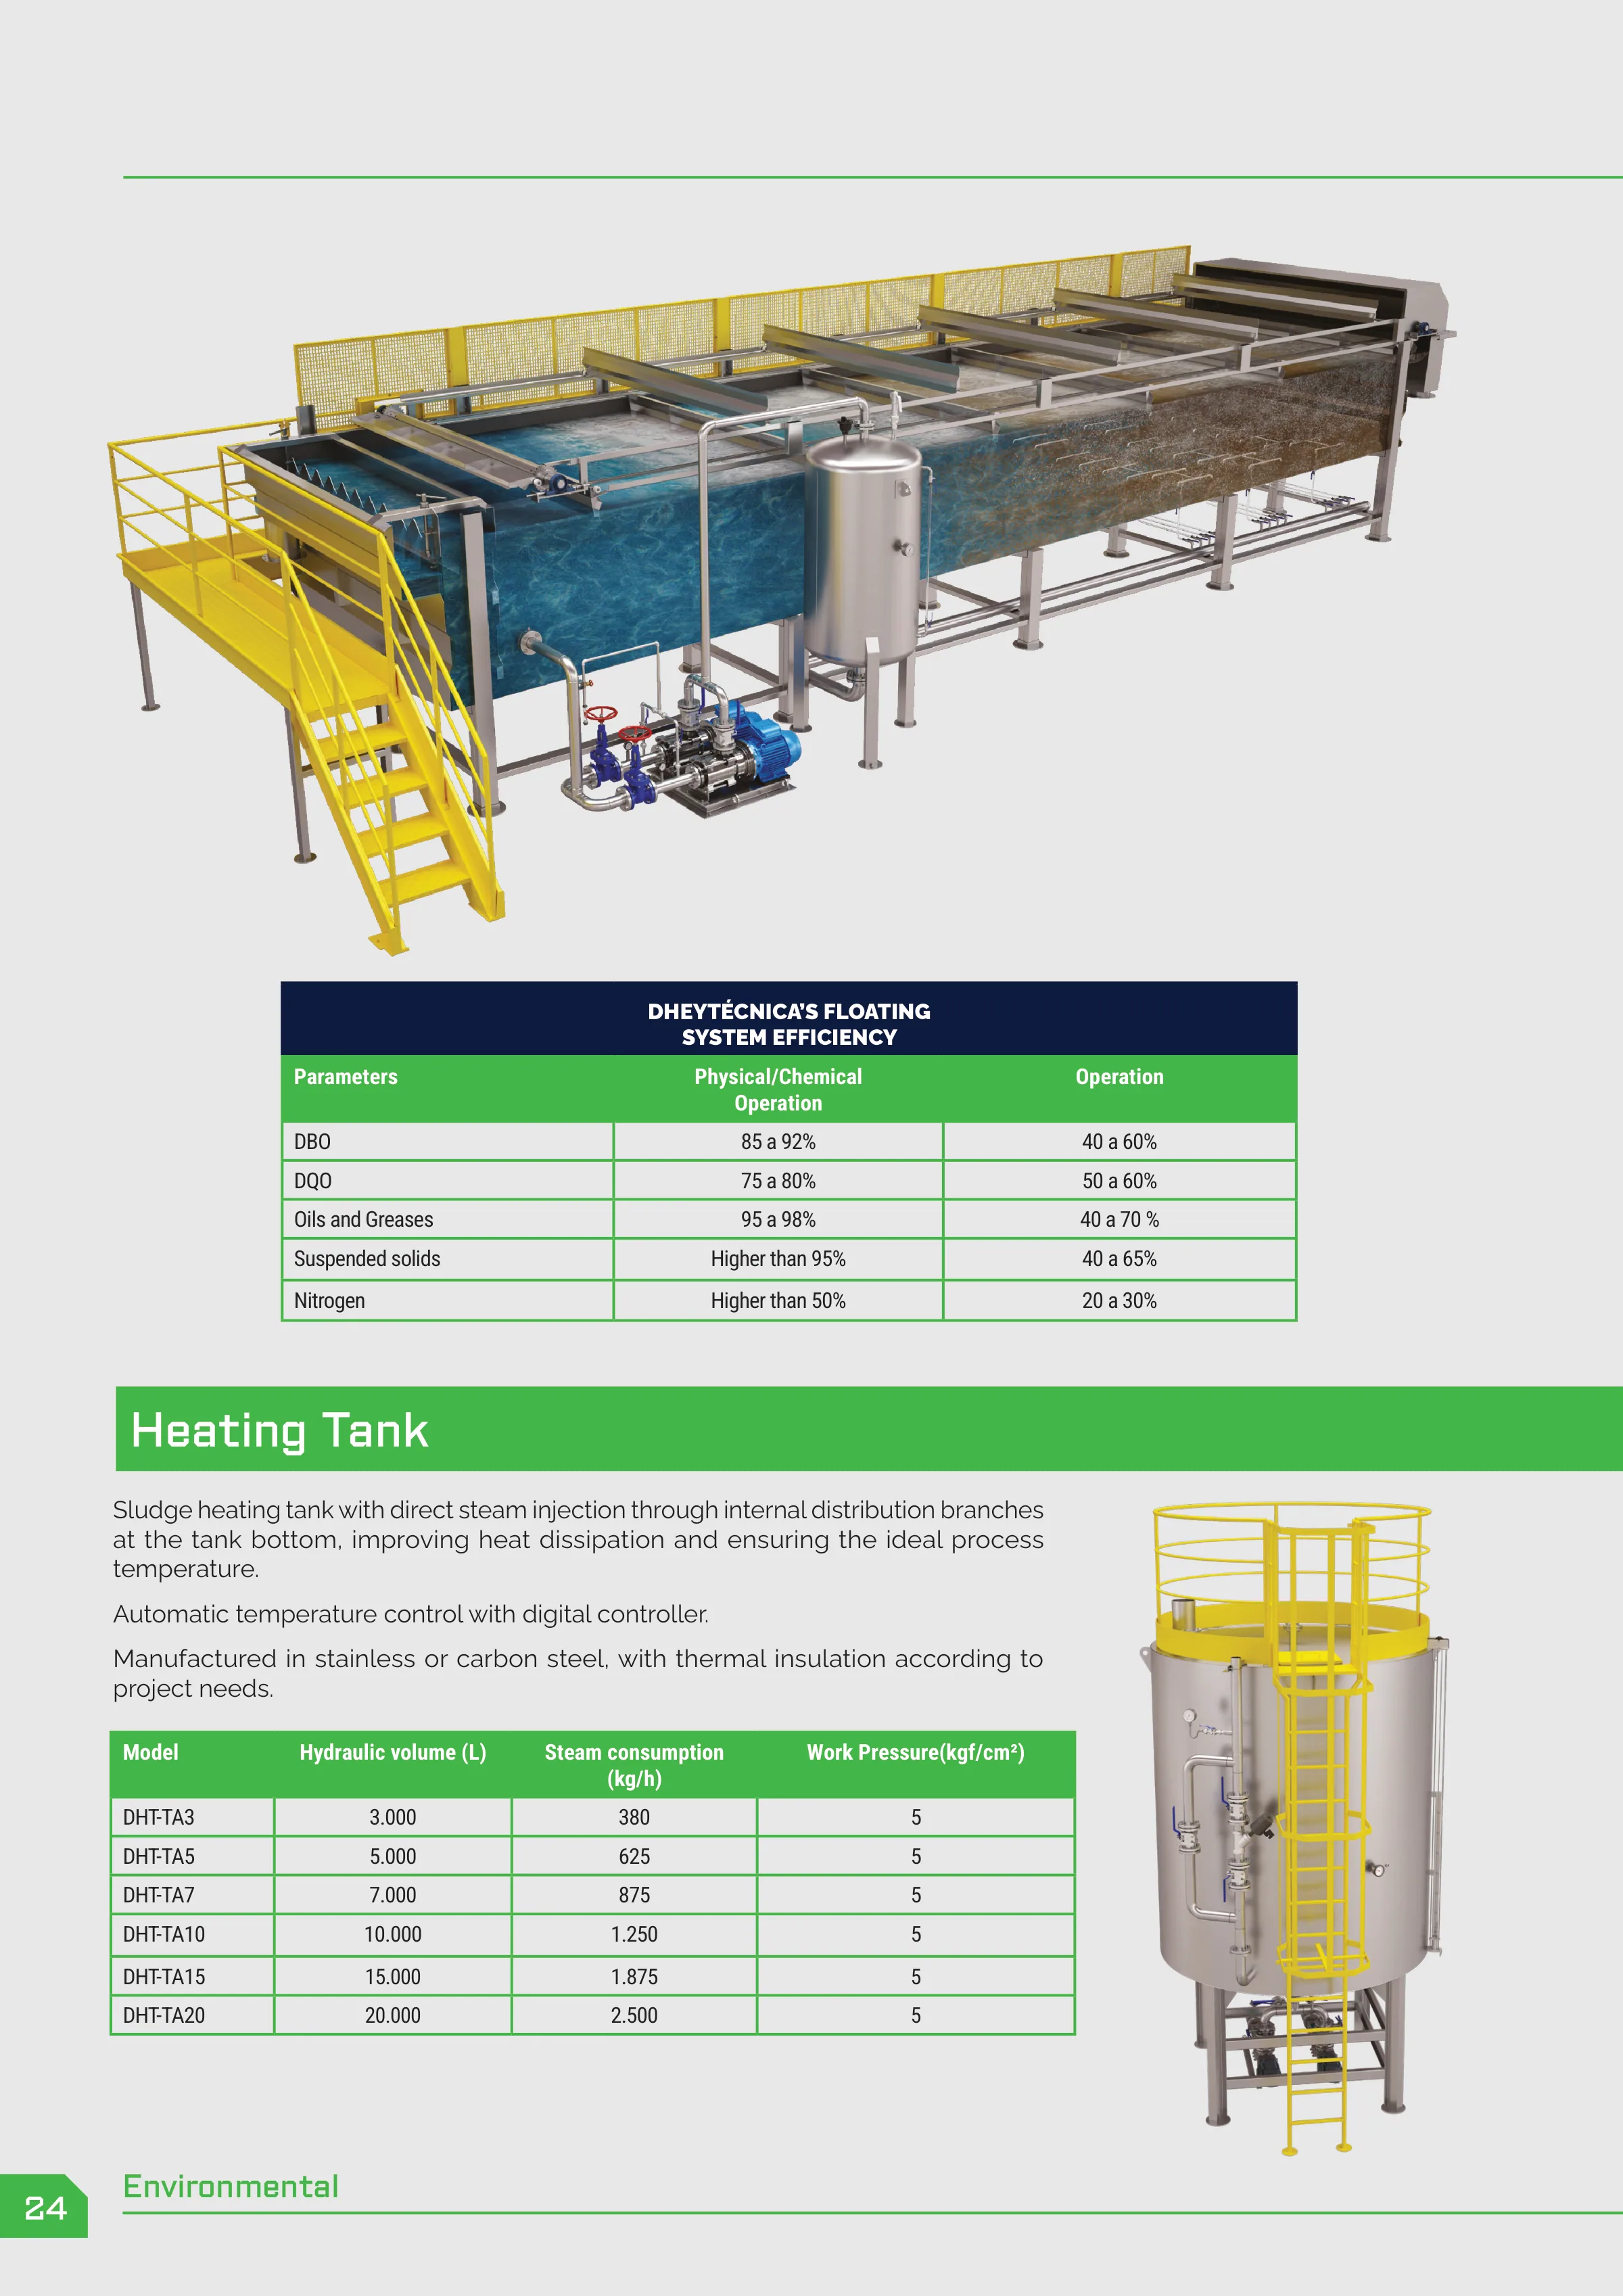 DHEYTÉCNICA'S FLOATING
SYSTEM EFFICIENCY
Parameters Physical/Chemical Operation Operation
DBO 85 a 92% 40 a 60%
DQO 75 a 80% 50 a 60%
Oils and Greases 95 a 98% 40 a 70 %
Suspended solids Higher than 95% 40 a 65%
Nitrogen Higher than 50% 20 a 30%
Heating Tank
Sludge heating tank with direct steam injection through internal distribution branches
at the tank bottom, improving heat dissipation and ensuring the ideal process
temperature.
Automatic temperature control with digital controller.
Manufactured in stainless or carbon steel, with thermal insulation according to
project needs.
Model Hydraulic volume (L) Steam consumption (kg/h) Work Pressure(kgf/cm²)
DHT-TA3 3.000 380 5
DHT-TA5 5.000 625 5
DHT-TA7 7.000 875 5
DHT-TA10 10.000 1.250 5
DHT-TA15 15.000 1.875 5
DHT-TA20 20.000 2.500 5
Environmental
24